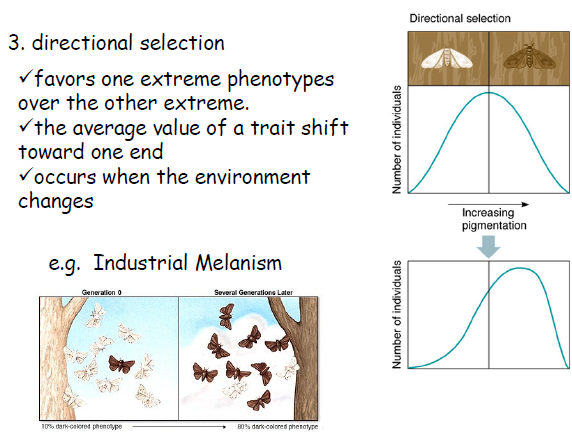 3. directional selection
✓favors one extreme phenotypes
over the other extreme.
✓the average value of a trait shift
toward one end
✓occurs when the environment
changes
e.g. Industrial Melanism
Generation 0
Several Generations Later
10% dark-colored phenotype
80% dark-colored phenotype
Directional selection
Number of individuals
Increasing
pigmentation
Number of individuals